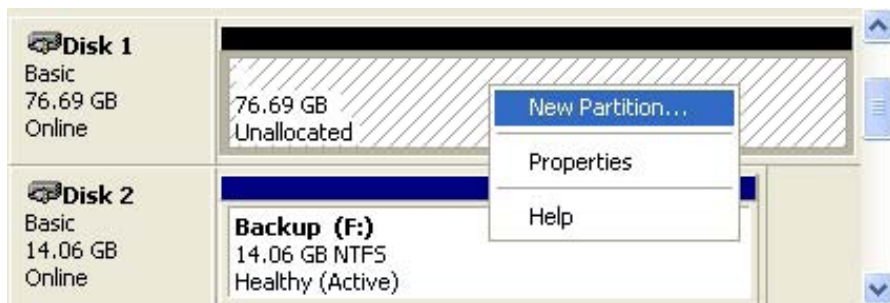 Disk 1
Basic
76.69 GB
Online
76.69 GB
Unallocated
New Partition...
Properties
Help
Disk 2
Basic
14.06 GB
Online
Backup (F:)
14.06 GB NTFS
Healthy (Active)